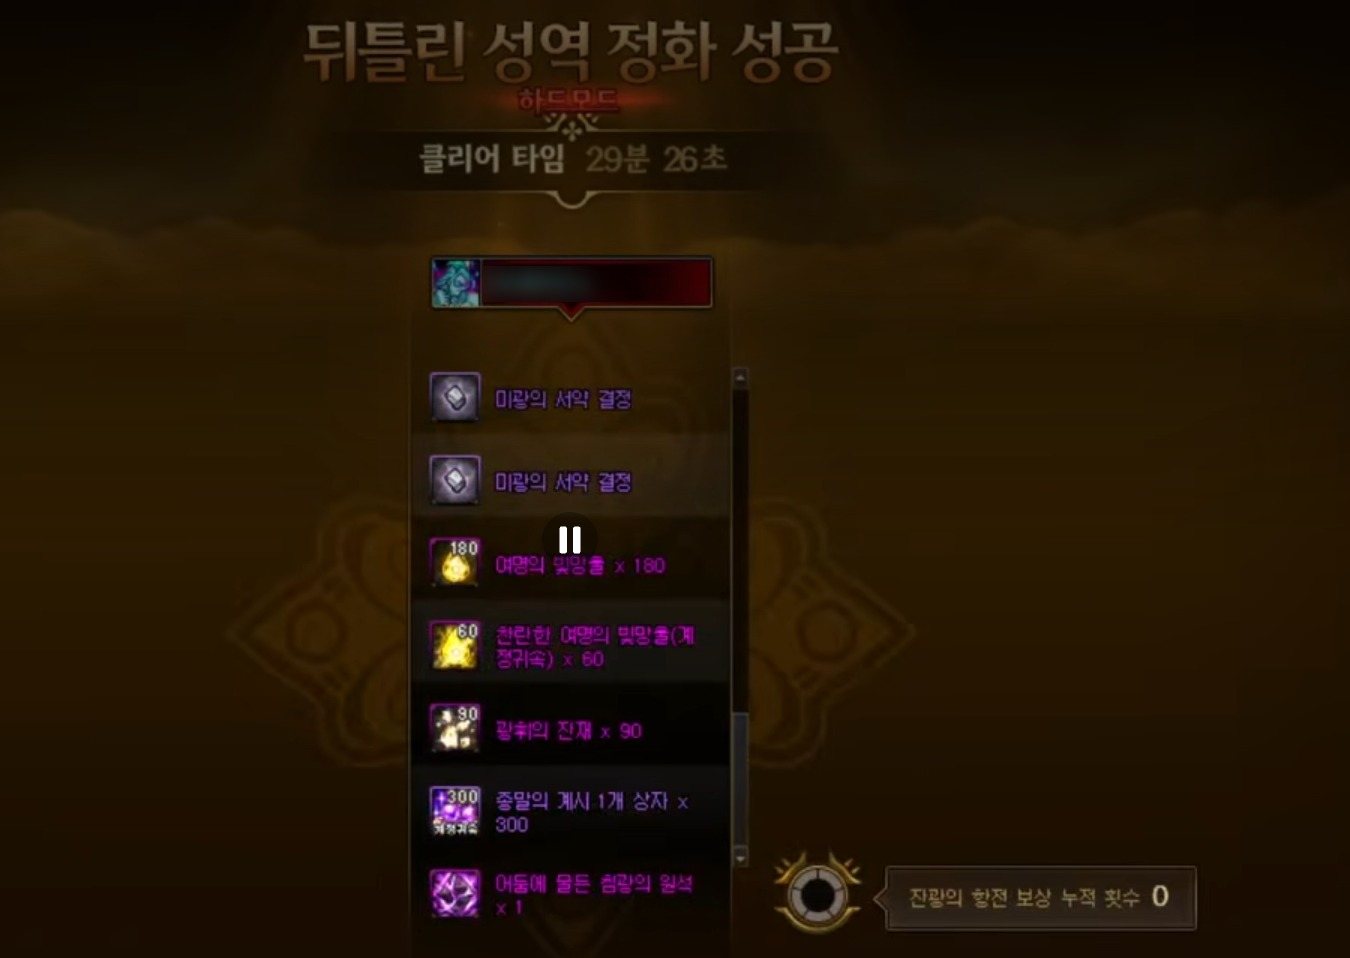 뒤틀린 성역 정화 성공
하드모드
클리어 타임 29분 26초
미광의 서약 결정
미광의 서약 결정
180
여명의 빛망울 x 180
60
찬란한 여명의 빛망울(계
정귀속) x 60
90
광휘의 잔재 x 90
300
계정귀속
종말의 계시 1개 상자 x
300
어둠에 물든 침광의 원석
x 1
잔광의 항전 보상 누적 횟수 0